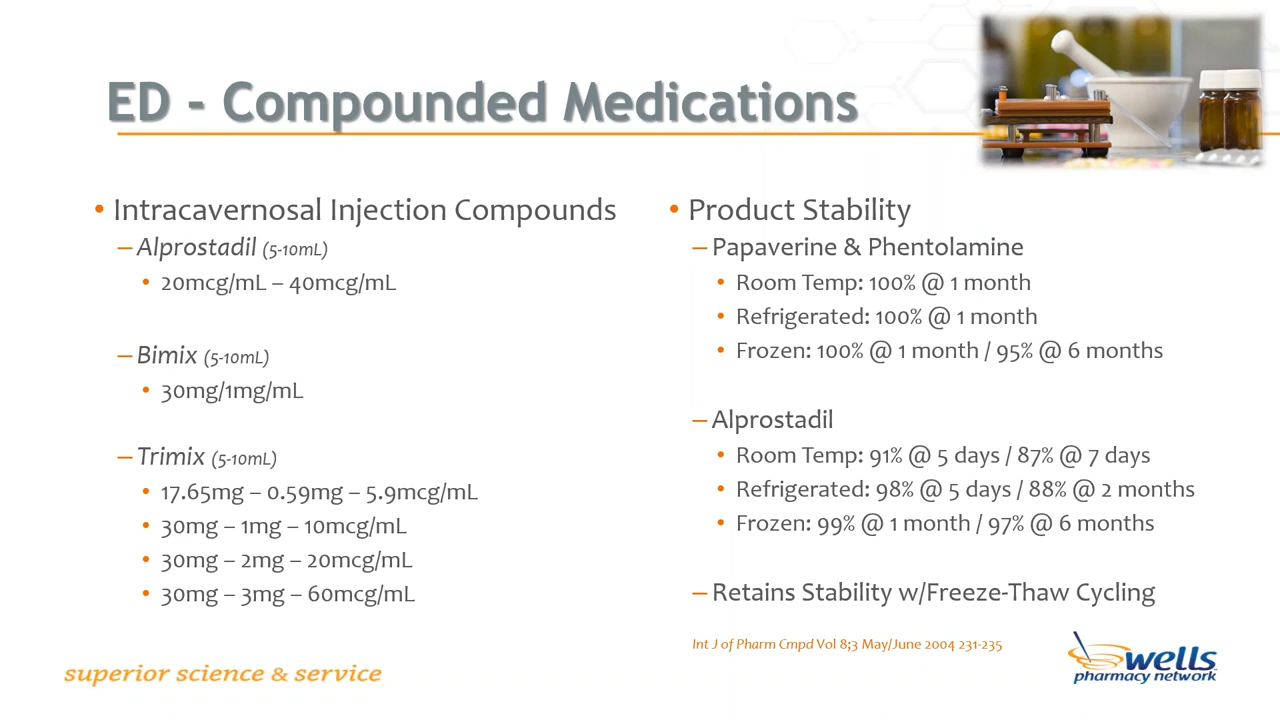 ED - Compounded Medications
• Intracavernosal Injection Compounds
– Alprostadil (5-10mL)
• 20mcg/mL – 40mcg/mL
– Bimix (5-10mL)
• 30mg/1mg/mL
– Trimix (5-10mL)
• 17.65mg – 0.59mg – 5.9mcg/mL
• 30mg – 1mg – 10mcg/mL
• 30mg – 2mg – 20mcg/mL
• 30mg – 3mg – 60mcg/mL
• Product Stability
– Papaverine & Phentolamine
• Room Temp: 100% @ 1 month
• Refrigerated: 100% @ 1 month
• Frozen: 100% @ 1 month / 95% @ 6 months
– Alprostadil
• Room Temp: 91% @ 5 days / 87% @ 7 days
• Refrigerated: 98% @ 5 days / 88% @ 2 months
• Frozen: 99% @ 1 month / 97% @ 6 months
– Retains Stability w/Freeze-Thaw Cycling
Int J of Pharm Cmpd Vol 8;3 May/June 2004 231-235
superior science & service
wells
pharmacy network